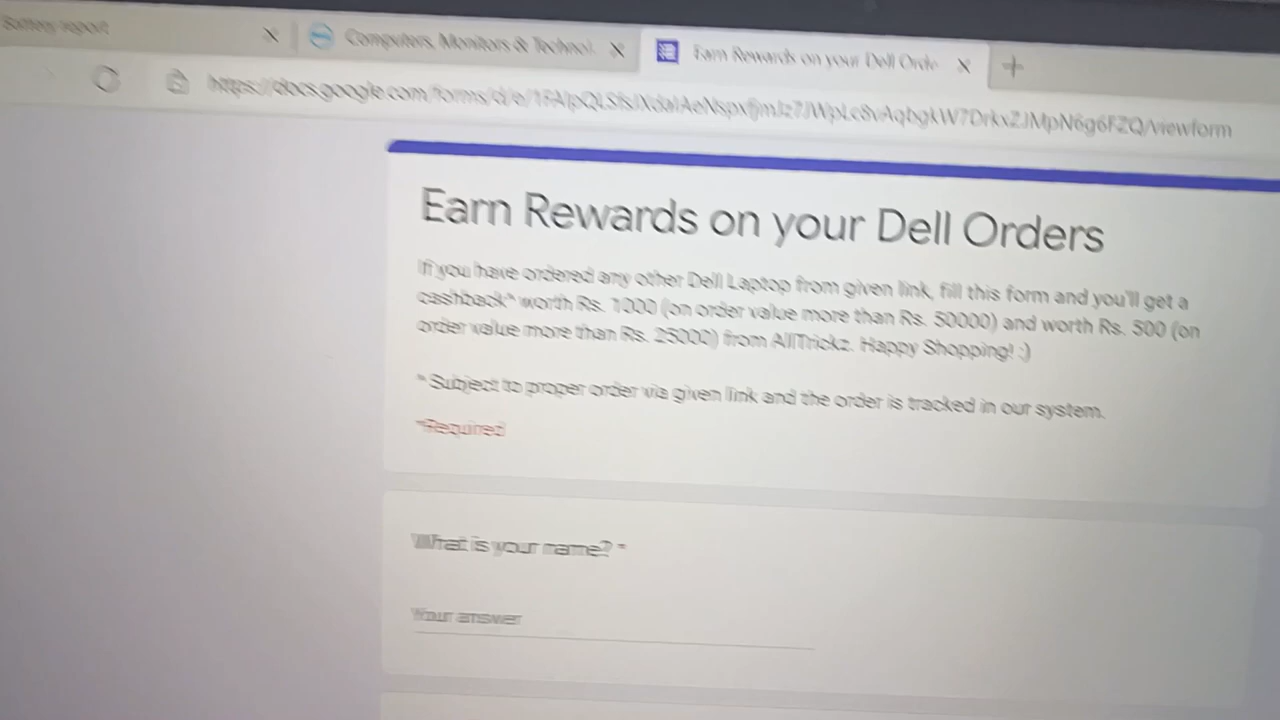 Battery report
Computers, Monitors & Technol
Earn Rewards on your Dell Orde
Earn Rewards on your Dell Orders
If you have ordered any other Dell Laptop from given link, fill this form and you'll get a
cashback* worth Rs. 1000 (on order value more than Rs. 50000) and worth Rs. 500 (on
order value more than Rs. 25000) from AllTrickz. Happy Shopping! :)
* Subject to proper order via given link and the order is tracked in our system.
*Required
What is your name? *
Your answer